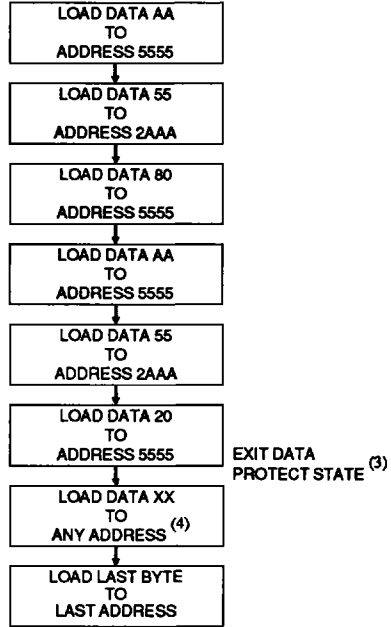 LOAD DATA AA
TO
ADDRESS 5555
LOAD DATA 55
TO
ADDRESS 2AAA
LOAD DATA 80
TO
ADDRESS 5555
LOAD DATA AA
TO
ADDRESS 5555
LOAD DATA 55
TO
ADDRESS 2AAA
LOAD DATA 20
TO
ADDRESS 5555
EXIT DATA
PROTECT STATE (3)
LOAD DATA XX
TO
ANY ADDRESS (4)
LOAD LAST BYTE
TO
LAST ADDRESS